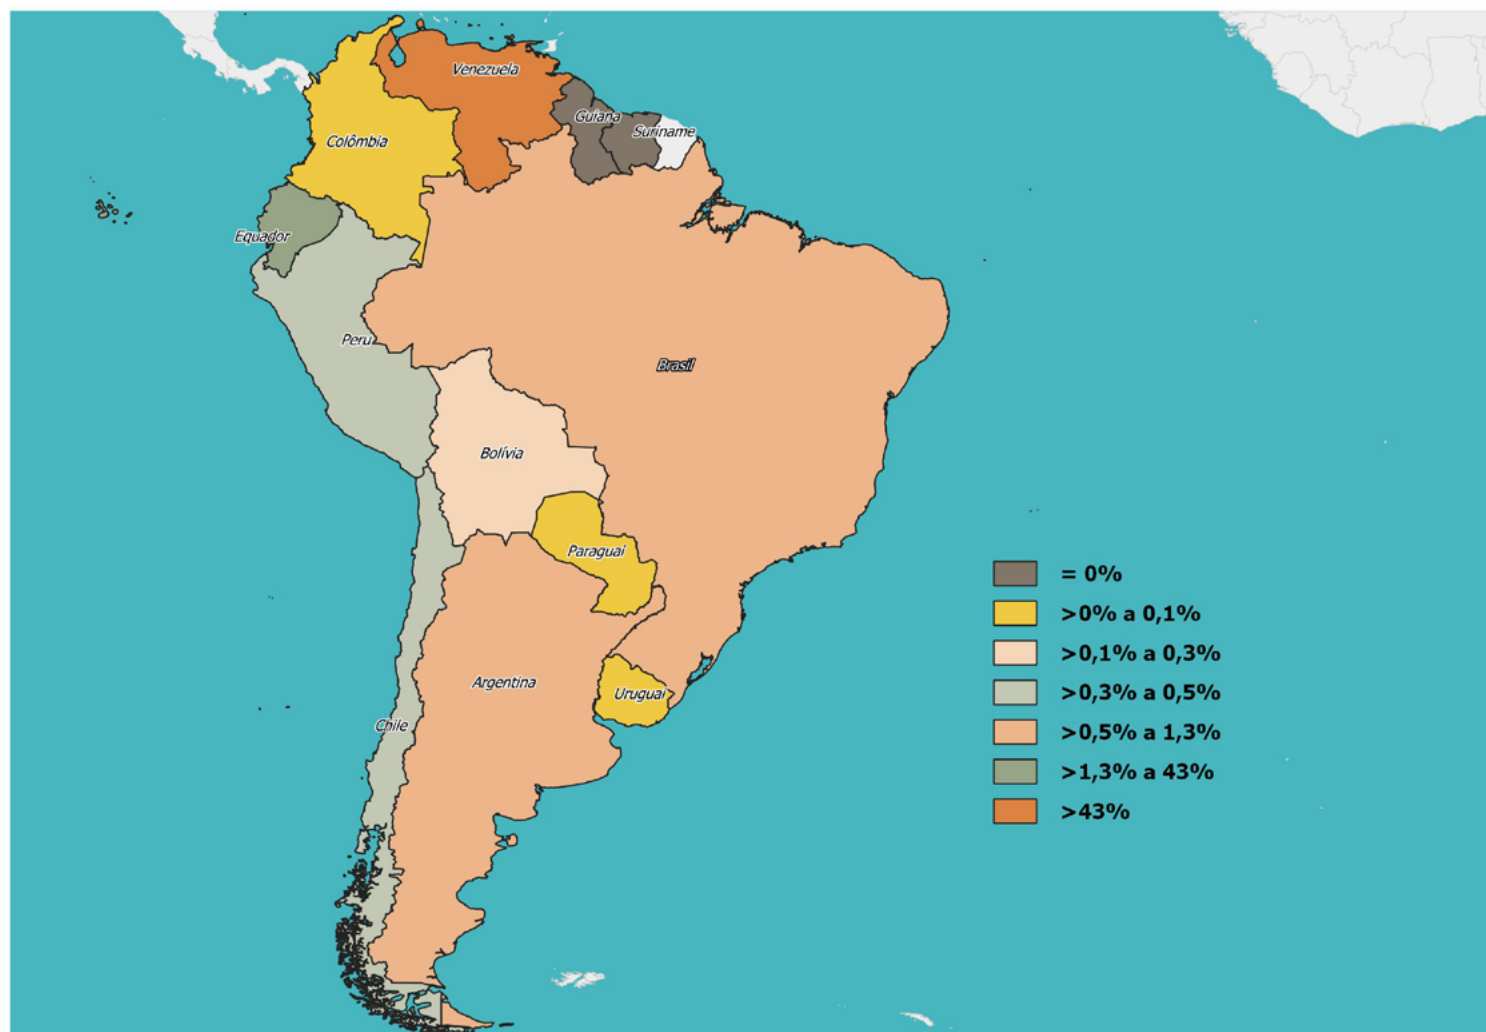 Venezuela
Guiana
Suriname
Colômbia
Equador
Peru
Brasil
Bolívia
Paraguai
= 0%
>0% a 0,1%
>0,1% a 0,3%
>0,3% a 0,5%
>0,5% a 1,3%
>1,3% a 43%
>43%
Argentina
Uruguai
Chile